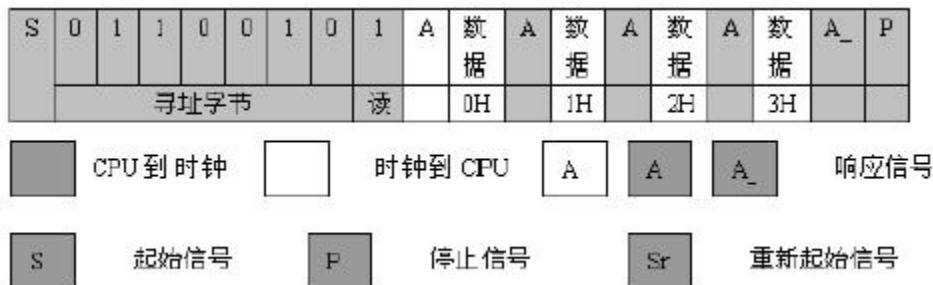 S 0 1 1 0 0 1 0 1 A 数据 A 数据 A 数据 A 数据 A_ P
寻址字节 读 0H 1H 2H 3H
CPU到时钟 时钟到CPU A A A_ 响应信号
S 起始信号 P 停止信号 Sr 重新起始信号